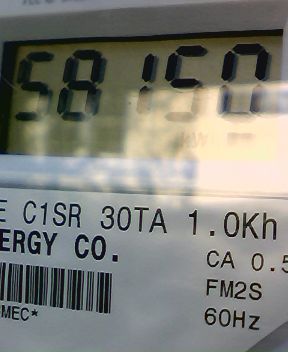 58150
E C1SR 30TA 1.0Kh
ERGY CO.
CA 0.5
FM2S
MEC*
60Hz